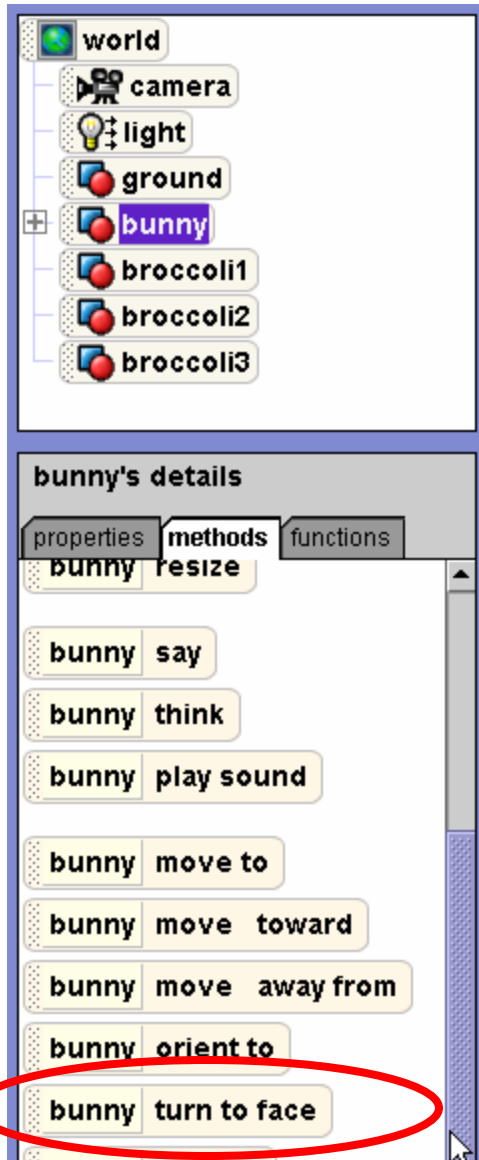 world
camera
light
ground
bunny
broccoli1
broccoli2
broccoli3
bunny's details
properties methods functions
bunny resize
bunny say
bunny think
bunny play sound
bunny move to
bunny move toward
bunny move away from
bunny orient to
bunny turn to face